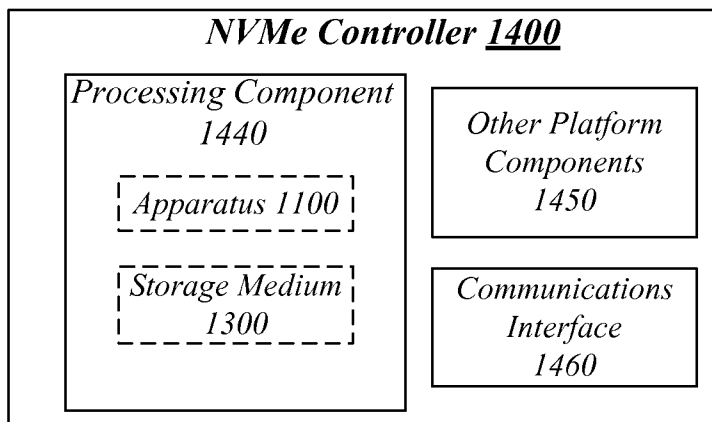 NVMe Controller 1400
Processing Component
1440
Apparatus 1100
Storage Medium
1300
Other Platform
Components
1450
Communications
Interface
1460